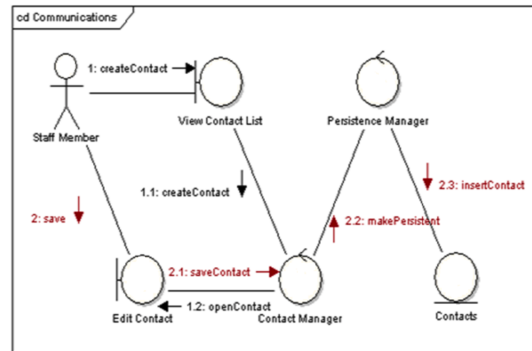 cd Communications
1: createContact
View Contact List
Persistence Manager
Staff Member
1.1: createContact
2.3: insertContact
2: save
2.2: makePersistent
2.1: saveContact
1.2: openContact
Edit Contact
Contact Manager
Contacts